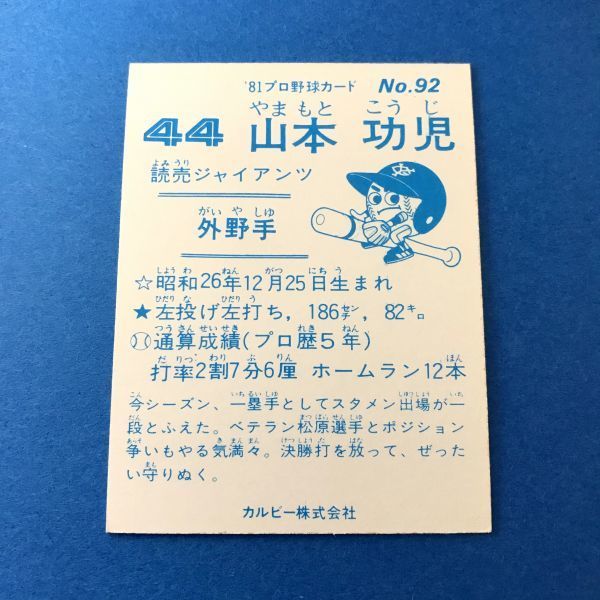 '81プロ野球カード No.92
やまもと こうじ
44 山本 功児
よみうり
読売ジャイアンツ
がいやしゅ
外野手
しょうわ ねん がつ にちう
☆昭和26年12月25日生まれ
ひだりな ひだりう
★左投げ左打ち, 186センチ, 82キロ
つうさんせいせき れき ねん
通算成績(プロ歴5年)
だりつ わり ぶ りん ほん
打率2割7分6厘 ホームラン12本
こん いちるいしゅ しゅつじょう いち
今シーズン、一塁手としてスタメン出場が一
だん まつばらせんしゅ
段とふえた。ベテラン松原選手とポジション
あらそ きまんまん けっしょうだ はな
争いもやる気満々。決勝打を放って、ぜった
まも
い守りぬく。
カルビー株式会社